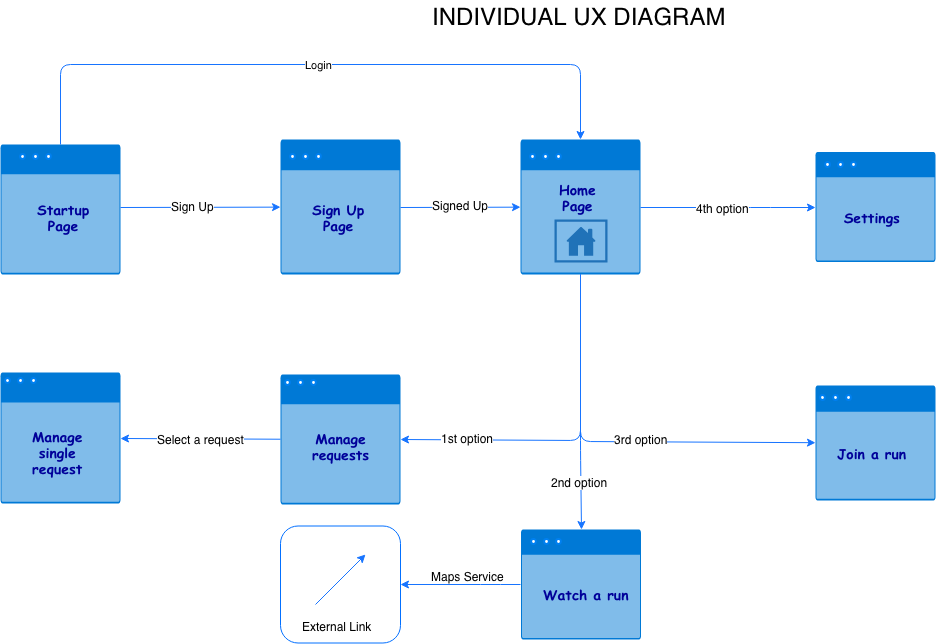 INDIVIDUAL UX DIAGRAM
Login
Startup
Page
Sign Up
Sign Up
Page
Signed Up
Home
Page
4th option
Settings
Manage
single
request
Select a request
Manage
requests
1st option
3rd option
Join a run
2nd option
External Link
Maps Service
Watch a run